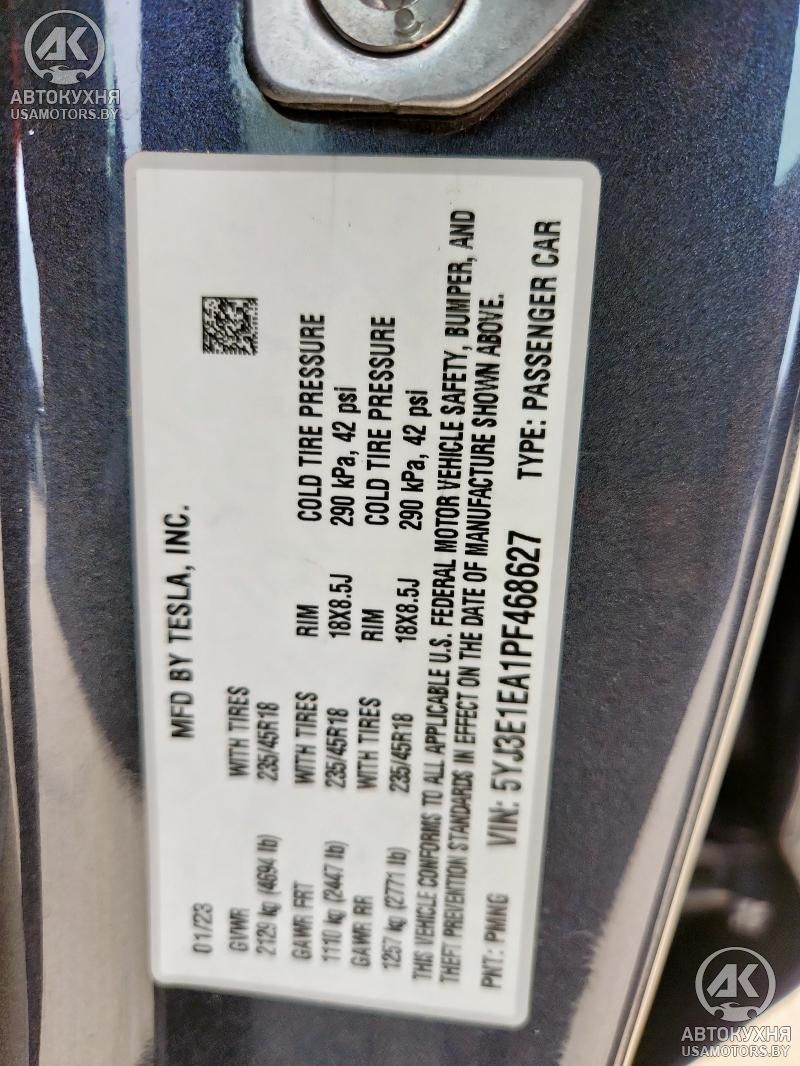 АВТОКУХНЯ
USAMOTORS.BY
MFD BY TESLA, INC.
01/23
GVWR
2129 kg (4694 lb)
WITH TIRES
235/45R18
GAWR FRT
1110 kg (2447 lb)
WITH TIRES
235/45R18
RIM
18X8.5J
COLD TIRE PRESSURE
290 kPa, 42 psi
GAWR RR
1257 kg (2771 lb)
WITH TIRES
235/45R18
RIM
18X8.5J
COLD TIRE PRESSURE
290 kPa, 42 psi
THIS VEHICLE CONFORMS TO ALL APPLICABLE U.S. FEDERAL MOTOR VEHICLE SAFETY, BUMPER, AND
THEFT PREVENTION STANDARDS IN EFFECT ON THE DATE OF MANUFACTURE SHOWN ABOVE.
PNT: PMNG VIN: 5YJ3E1EA1PF468627 TYPE: PASSENGER CAR
АК
АВТОКУХНЯ
USAMOTORS.BY